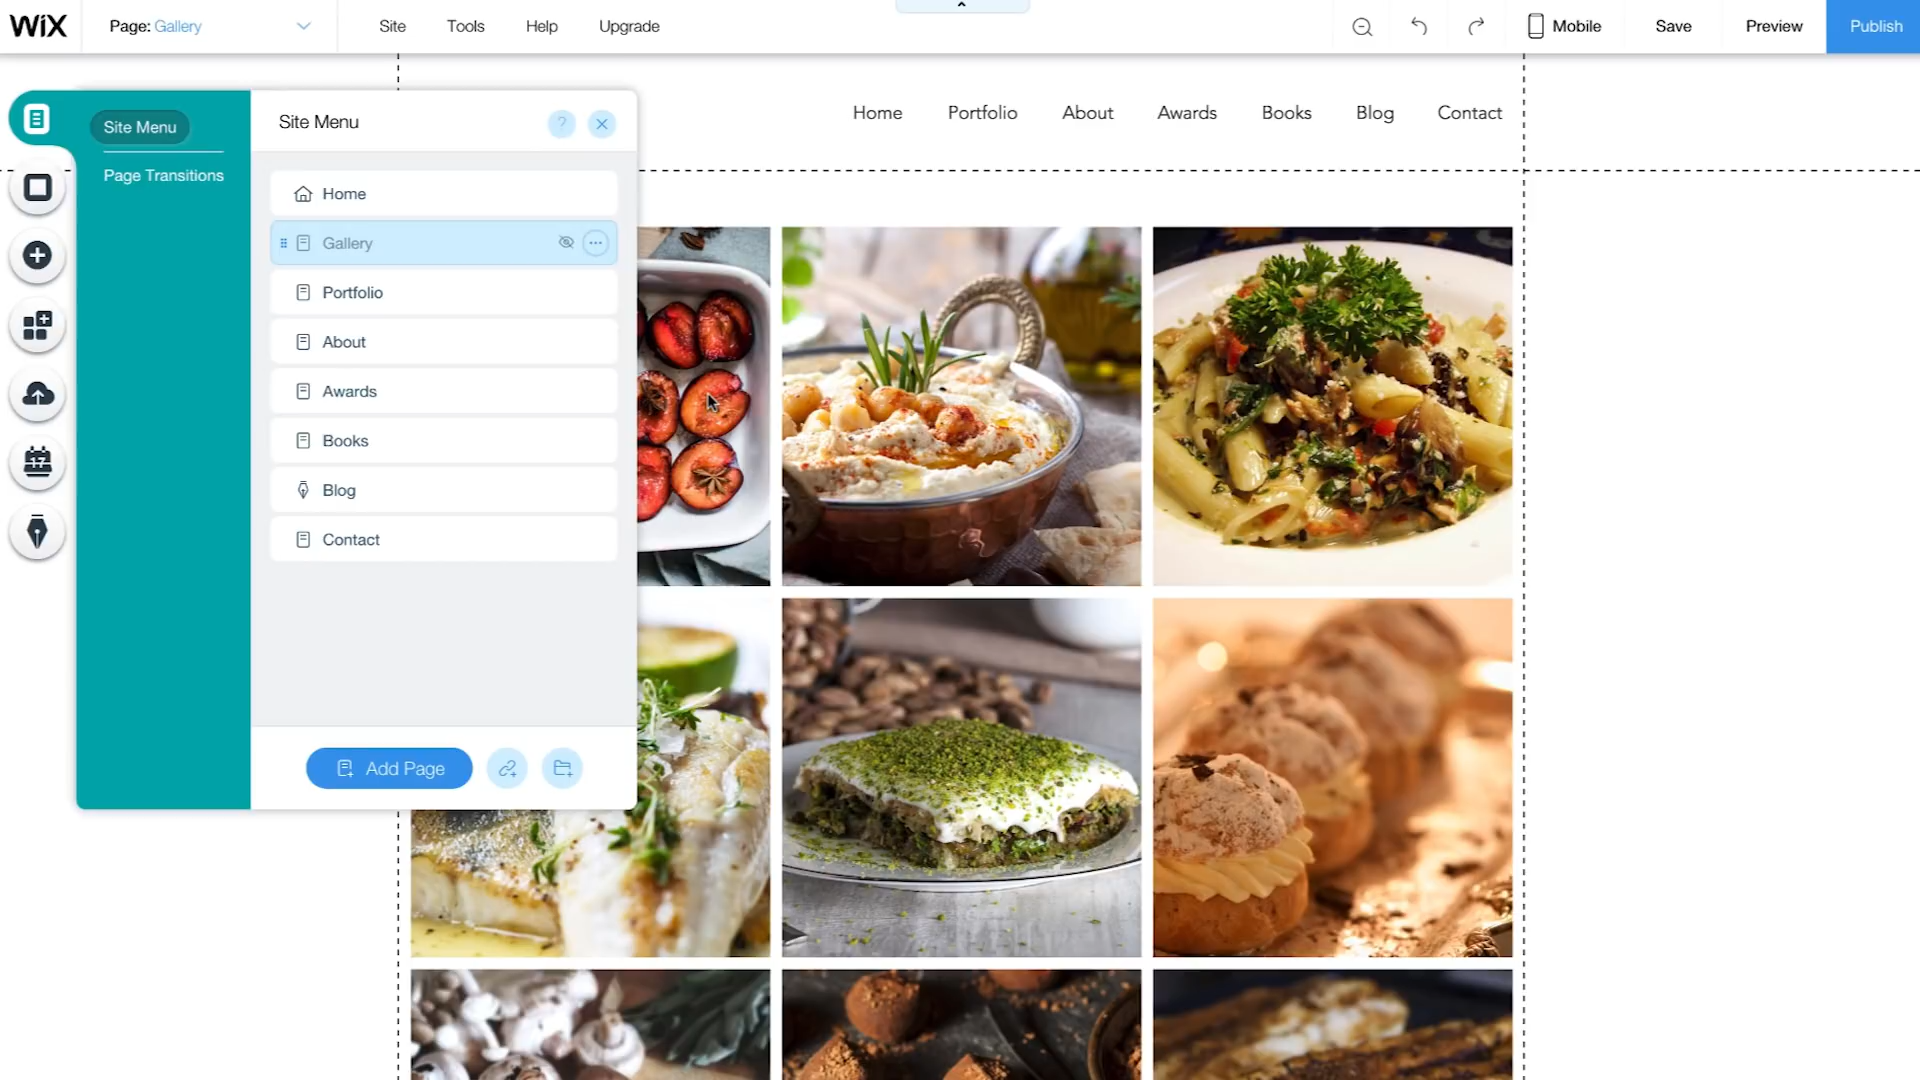 WiX
Page: Gallery
Site
Tools
Help
Upgrade
Mobile
Save
Preview
Publish
Home
Portfolio
About
Awards
Books
Blog
Contact
Site Menu
Page Transitions
Site Menu
?
Home
Gallery
Portfolio
About
Awards
Books
Blog
Contact
17
Add Page